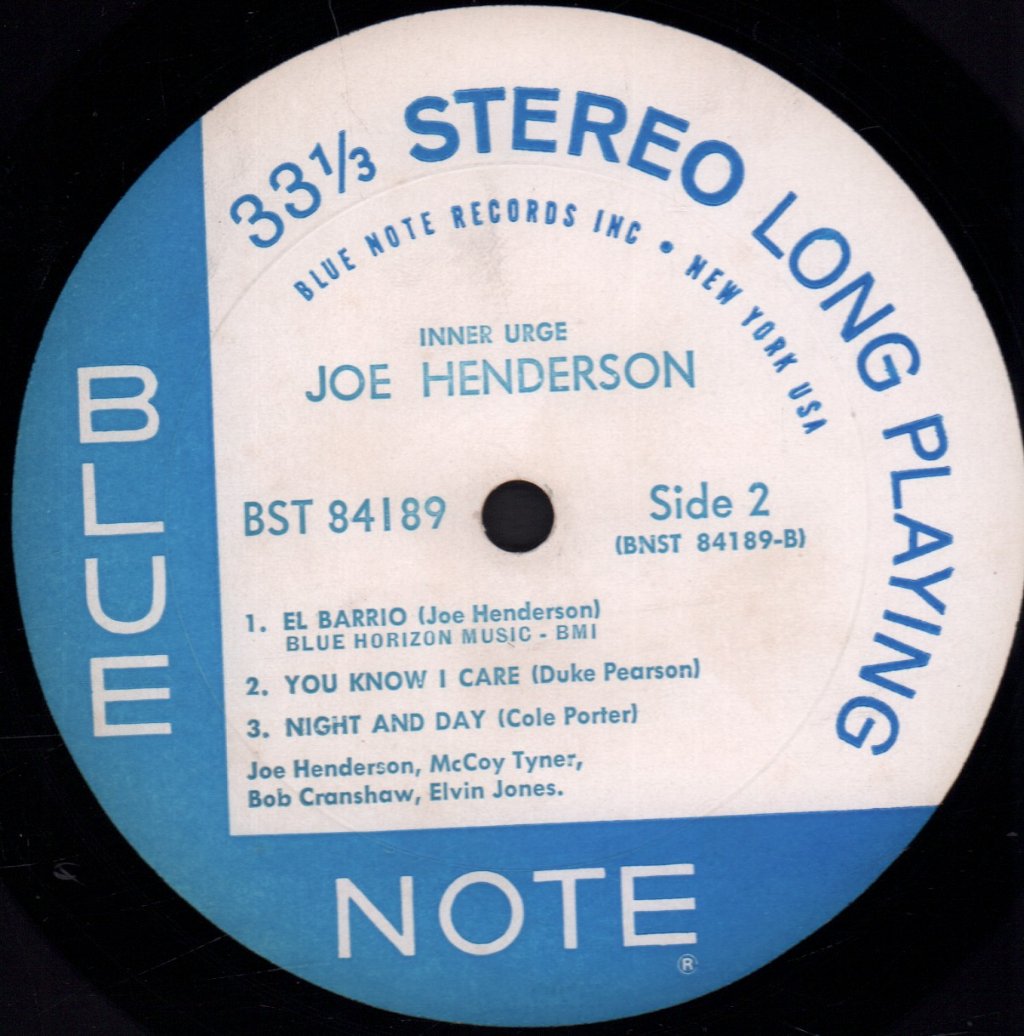 33⅓ STEREO LONG PLAYING
BLUE NOTE RECORDS INC • NEW YORK USA
INNER URGE
JOE HENDERSON
BST 84189
Side 2
(BNST 84189-B)
1. EL BARRIO (Joe Henderson)
BLUE HORIZON MUSIC - BMI
2. YOU KNOW I CARE (Duke Pearson)
3. NIGHT AND DAY (Cole Porter)
Joe Henderson, McCoy Tyner,
Bob Cranshaw, Elvin Jones.
BLUE
NOTE
®